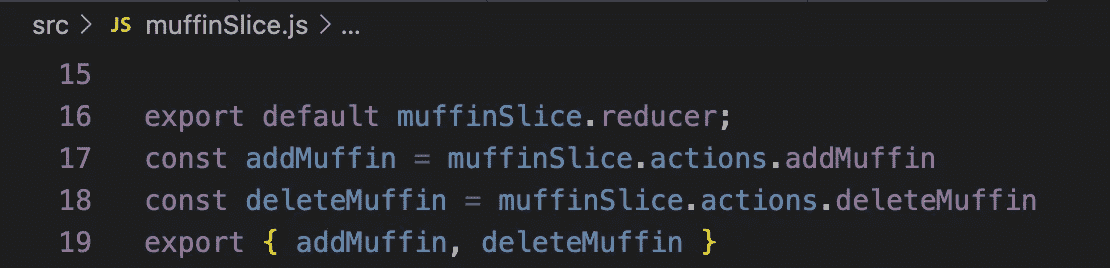 src > JS muffinSlice.js > ...
15
16 export default muffinSlice.reducer;
17 const addMuffin = muffinSlice.actions.addMuffin
18 const deleteMuffin = muffinSlice.actions.deleteMuffin
19 export { addMuffin, deleteMuffin }